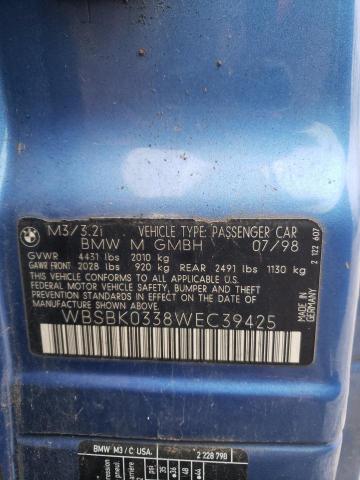 BMW
M3/3.2i VEHICLE TYPE: PASSENGER CAR
BMW M GMBH 07/98
GVWR 4431 lbs 2010 kg
GAWR FRONT 2028 lbs 920 kg REAR 2491 lbs 1130 kg
THIS VEHICLE CONFORMS TO ALL APPLICABLE U.S.
FEDERAL MOTOR VEHICLE SAFETY, BUMPER, AND THEFT
PREVENTION STANDARDS IN EFFECT ON THE DATE
OF MANUFACTURE SHOWN ABOVE.
WBSBK0338WEC39425
2 122 607
MADE IN
GERMANY
BMW M3/C USA. 2 228 790